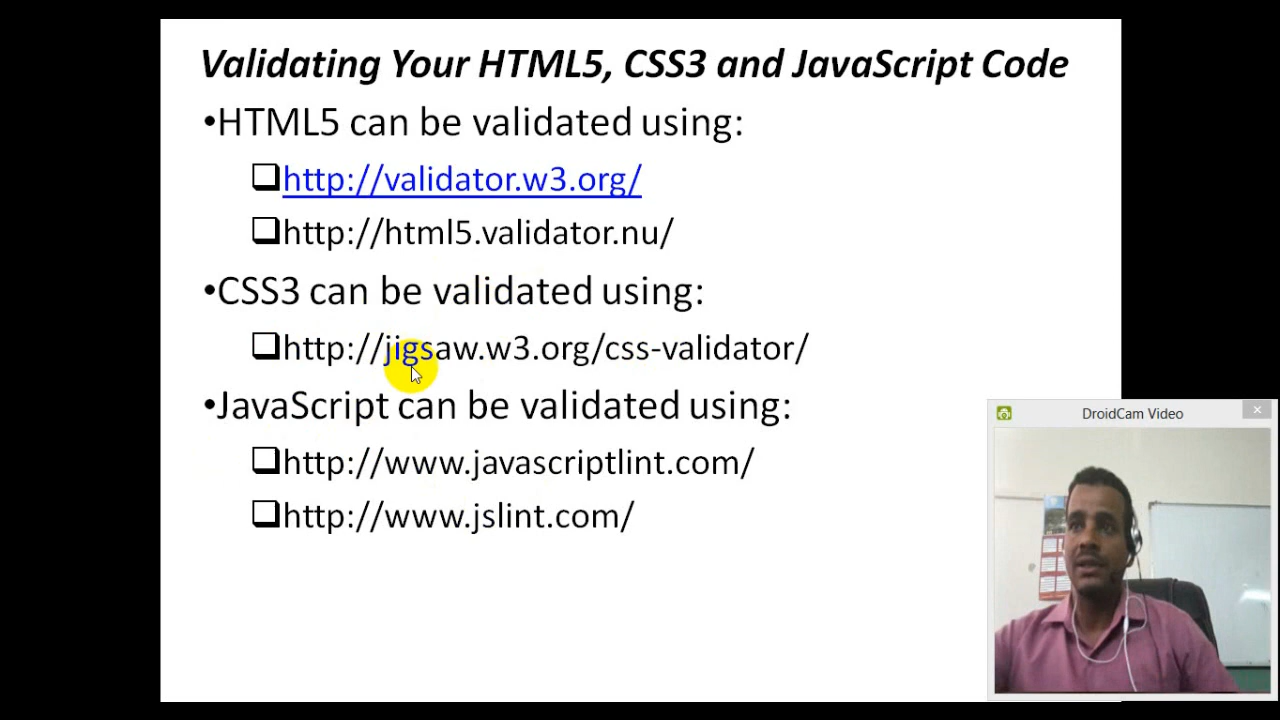 Validating Your HTML5, CSS3 and JavaScript Code
•HTML5 can be validated using:
❑http://validator.w3.org/
❑http://html5.validator.nu/
•CSS3 can be validated using:
❑http://jigsaw.w3.org/css-validator/
•JavaScript can be validated using:
❑http://www.javascriptlint.com/
❑http://www.jslint.com/
DroidCam Video